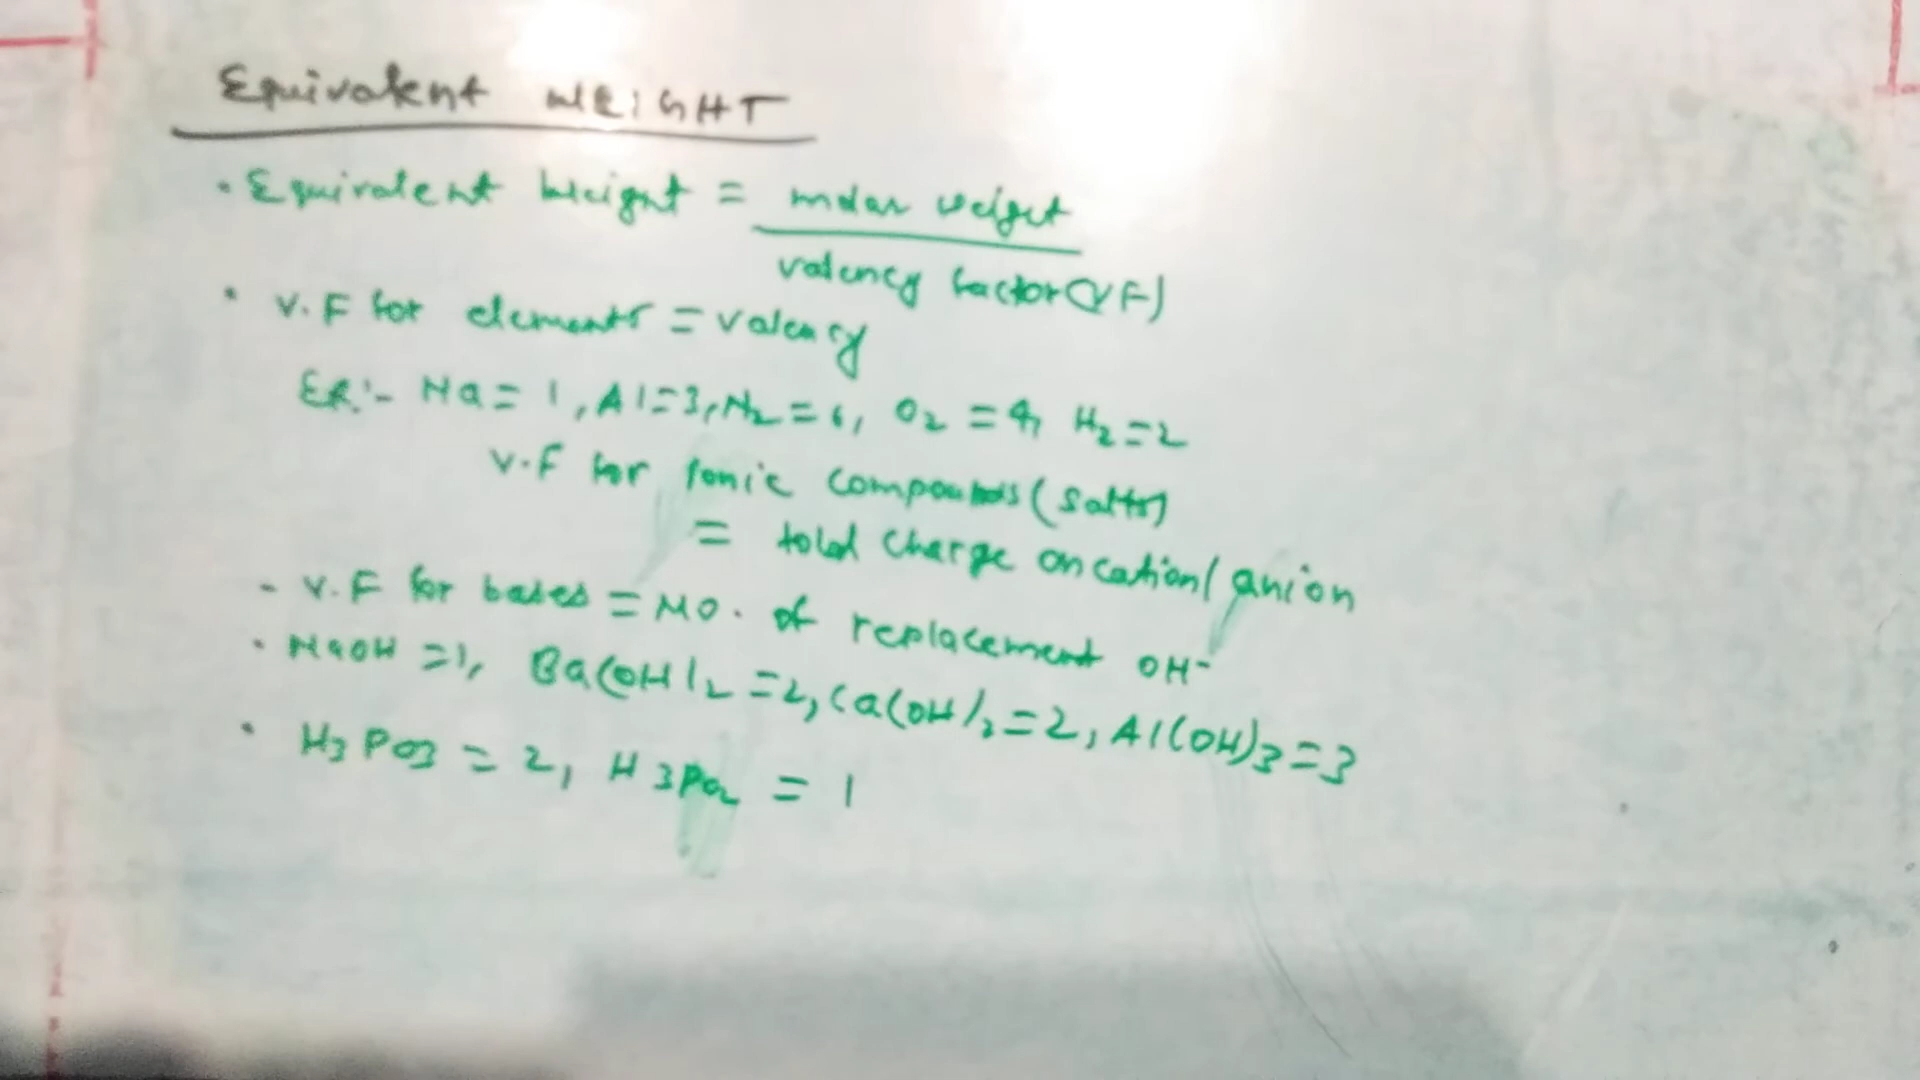 Equivalent WEIGHT
• Equivalent weight = molar weight
valency factor (VF)
• V.F for elements = valency
Ex:- Na = 1, Al=3, N₂ = 6, O₂ = 4, H₂ = 2
V.F for Ionic compounds (salts)
= total charge on cation/anion
- V.F for bases = NO. of replacement OH⁻
• NaOH = 1, Ba(OH)₂ = 2, Ca(OH)₂ = 2, Al(OH)₃ = 3
• H₃PO₃ = 2, H₃PO₂ = 1